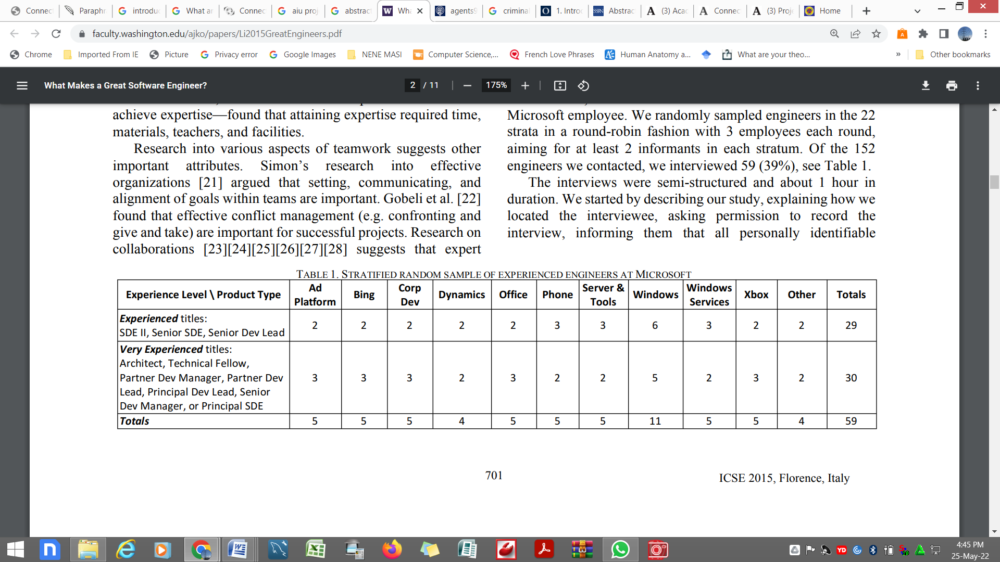 Connec
Paraphr
introduc
What ar
Connec
aiu proj
abstract
Wha
agents9
criminal
1. Introd
Abstrac
(3) Acad
Connec
(3) Proje
Home
faculty.washington.edu/ajko/papers/Li2015GreatEngineers.pdf
Chrome
Imported From IE
Picture
Privacy error
Google Images
NENE MASI
Computer Science,...
French Love Phrases
Human Anatomy a...
What are your theo...
»
Other bookmarks
What Makes a Great Software Engineer?
2 / 11
175%
achieve expertise—found that attaining expertise required time,
materials, teachers, and facilities.
Research into various aspects of teamwork suggests other
important attributes. Simon's research into effective
organizations [21] argued that setting, communicating, and
alignment of goals within teams are important. Gobeli et al. [22]
found that effective conflict management (e.g. confronting and
give and take) are important for successful projects. Research on
collaborations [23][24][25][26][27][28] suggests that expert
Microsoft employee. We randomly sampled engineers in the 22
strata in a round-robin fashion with 3 employees each round,
aiming for at least 2 informants in each stratum. Of the 152
engineers we contacted, we interviewed 59 (39%), see Table 1.
The interviews were semi-structured and about 1 hour in
duration. We started by describing our study, explaining how we
located the interviewee, asking permission to record the
interview, informing them that all personally identifiable
TABLE 1. STRATIFIED RANDOM SAMPLE OF EXPERIENCED ENGINEERS AT MICROSOFT
Experience Level \ Product Type
Ad
Platform
Bing
Corp
Dev
Dynamics
Office
Phone
Server &
Tools
Windows
Windows
Services
Xbox
Other
Totals
Experienced titles:
SDE II, Senior SDE, Senior Dev Lead
2 2 2 2 2 3 3 6 3 2 2 29
Very Experienced titles:
Architect, Technical Fellow,
Partner Dev Manager, Partner Dev
Lead, Principal Dev Lead, Senior
Dev Manager, or Principal SDE
3 3 3 2 3 2 2 5 2 3 2 30
Totals 5 5 5 4 5 5 5 11 5 5 4 59
701
ICSE 2015, Florence, Italy
4:45 PM
25-May-22